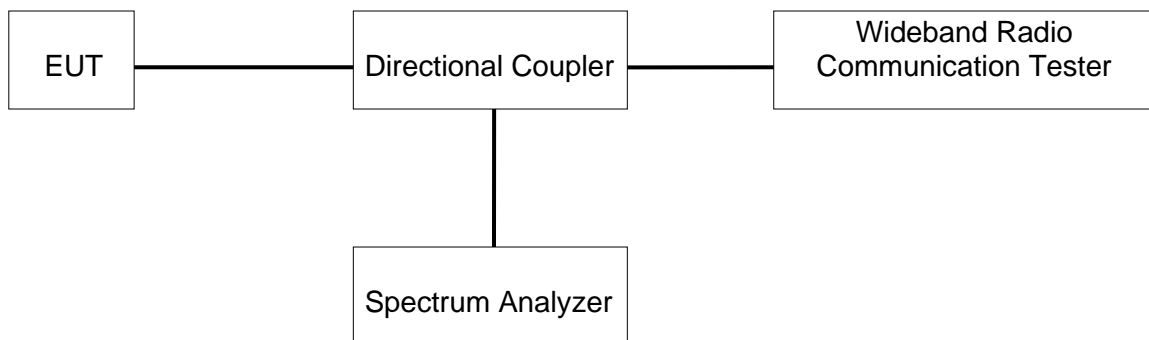 EUT
Directional Coupler
Wideband Radio
Communication Tester
Spectrum Analyzer